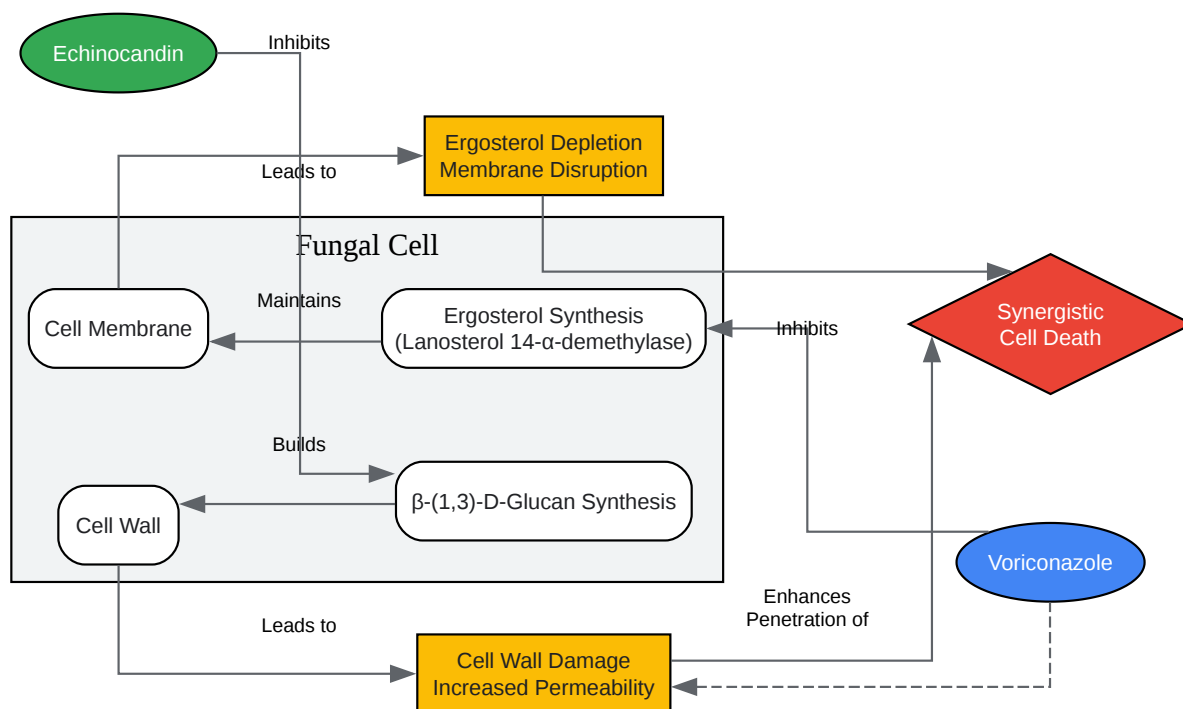 Echinocandin
Inhibits
Ergosterol Depletion
Membrane Disruption
Leads to
Fungal Cell
Maintains
Cell Membrane
Ergosterol Synthesis
(Lanosterol 14-α-demethylase)
Inhibits
Synergistic
Cell Death
Builds
β-(1,3)-D-Glucan Synthesis
Cell Wall
Voriconazole
Enhances
Penetration of
Leads to
Cell Wall Damage
Increased Permeability